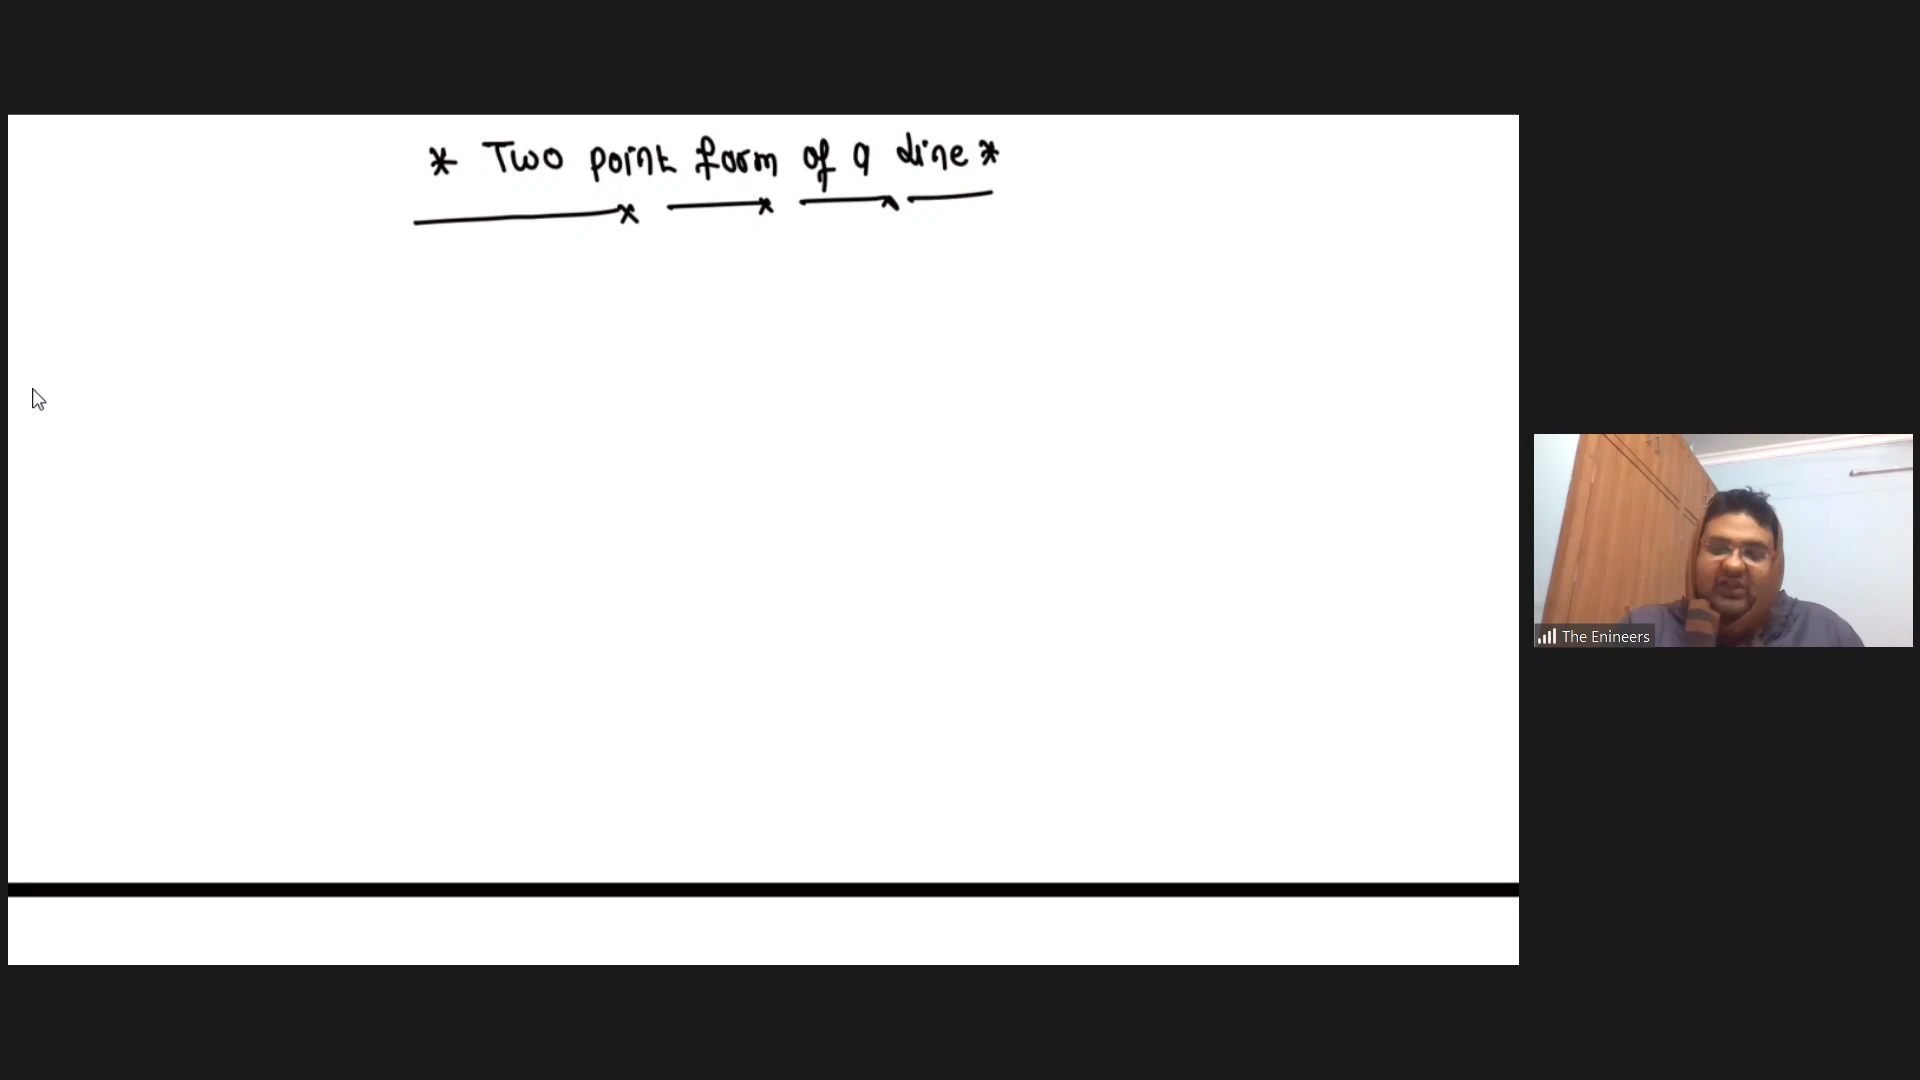 * Two point form of a line *
The Enineers